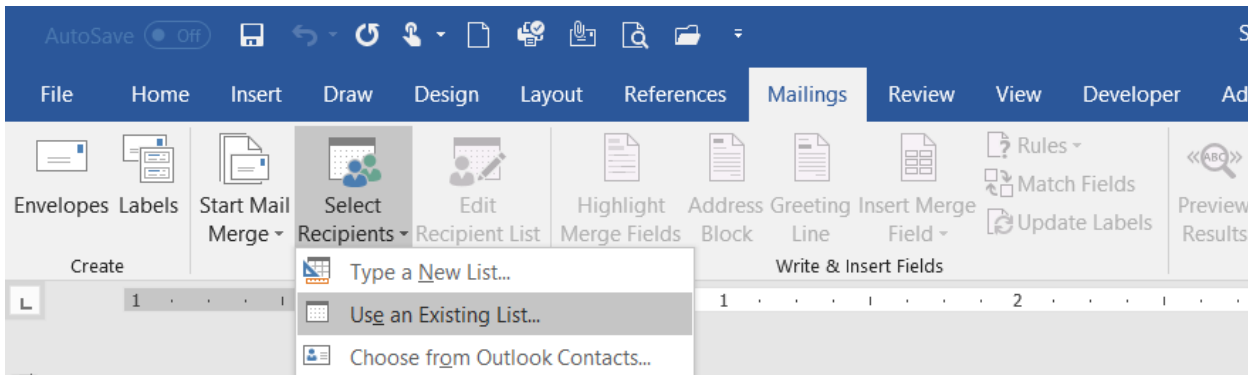 AutoSave Off S
File Home Insert Draw Design Layout References Mailings Review View Developer Ad
Envelopes Labels Start Mail Merge Select Recipients Edit Recipient List Highlight Merge Fields Address Block Greeting Line Insert Merge Field Rules Match Fields Update Labels «ABC» Preview Results
Create Write & Insert Fields
Type a New List...
L 1 1 2
Use an Existing List...
Choose from Outlook Contacts...